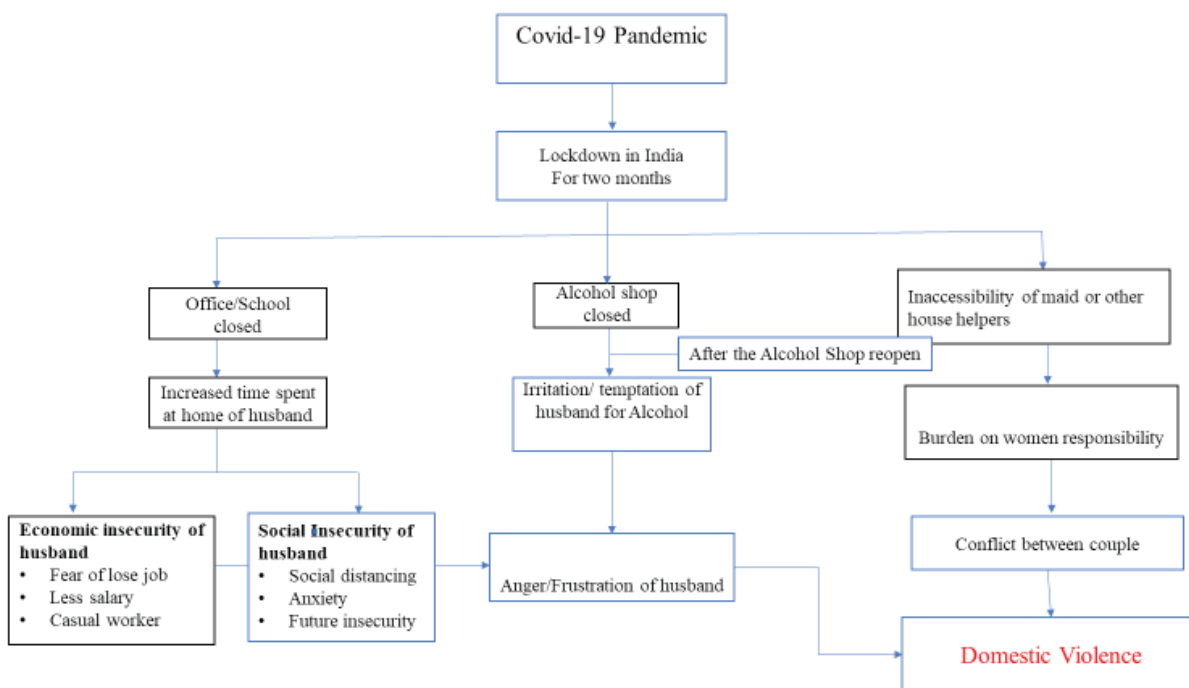 Covid-19 Pandemic
Lockdown in India
For two months
Office/School
closed
Alcohol shop
closed
Inaccessibility of maid or other
house helpers
After the Alcohol Shop reopen
Increased time spent
at home of husband
Irritation/ temptation of
husband for Alcohol
Burden on women responsibility
Economic insecurity of
husband
• Fear of lose job
• Less salary
• Casual worker
Social Insecurity of
husband
• Social distancing
• Anxiety
• Future insecurity
Anger/Frustration of husband
Conflict between couple
Domestic Violence